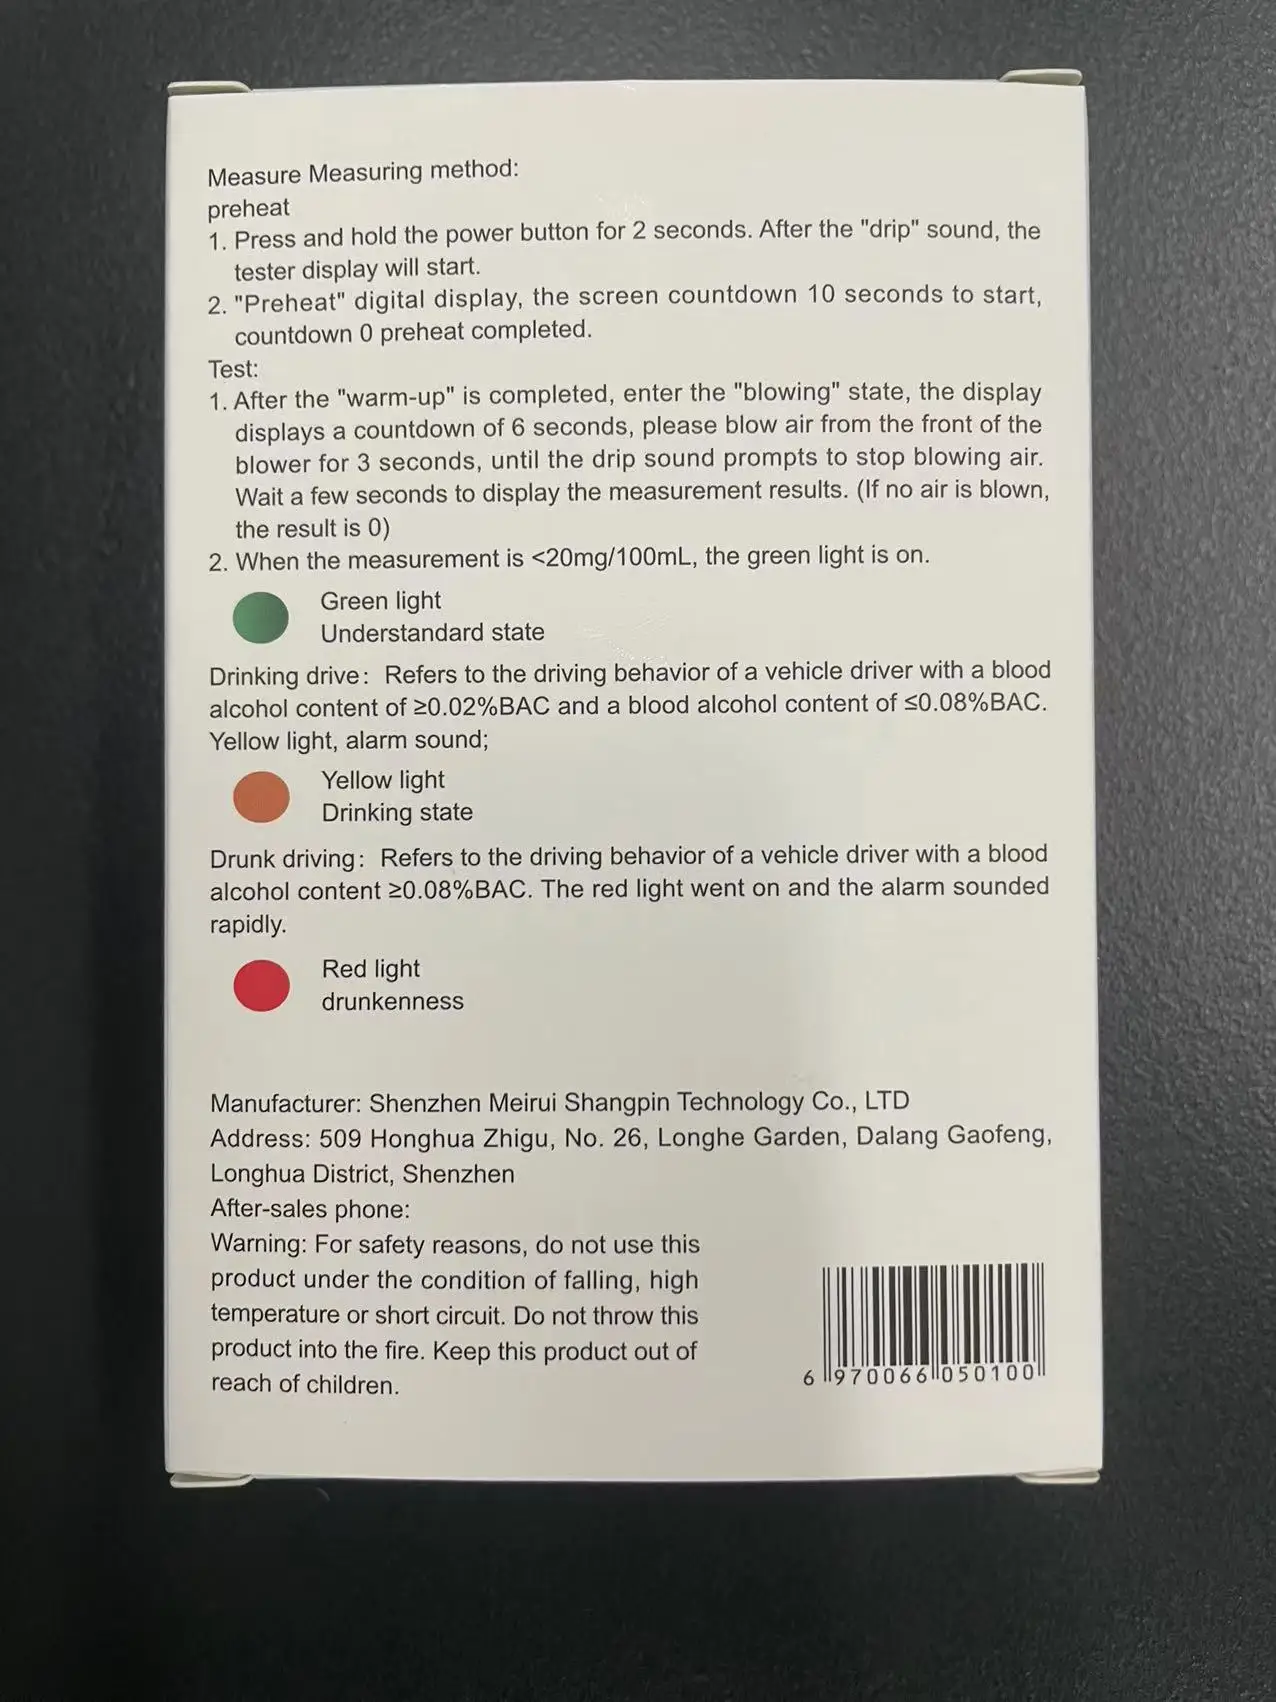 Measure Measuring method:
preheat
1. Press and hold the power button for 2 seconds. After the "drip" sound, the
tester display will start.
2. "Preheat" digital display, the screen countdown 10 seconds to start,
countdown 0 preheat completed.
Test:
1. After the "warm-up" is completed, enter the "blowing" state, the display
displays a countdown of 6 seconds, please blow air from the front of the
blower for 3 seconds, until the drip sound prompts to stop blowing air.
Wait a few seconds to display the measurement results. (If no air is blown,
the result is 0)
2. When the measurement is <20mg/100mL, the green light is on.
Green light
Understandard state
Drinking drive: Refers to the driving behavior of a vehicle driver with a blood
alcohol content of ≥0.02%BAC and a blood alcohol content of ≤0.08%BAC.
Yellow light, alarm sound;
Yellow light
Drinking state
Drunk driving: Refers to the driving behavior of a vehicle driver with a blood
alcohol content ≥0.08%BAC. The red light went on and the alarm sounded
rapidly.
Red light
drunkenness
Manufacturer: Shenzhen Meirui Shangpin Technology Co., LTD
Address: 509 Honghua Zhigu, No. 26, Longhe Garden, Dalang Gaofeng,
Longhua District, Shenzhen
After-sales phone:
Warning: For safety reasons, do not use this
product under the condition of falling, high
temperature or short circuit. Do not throw this
product into the fire. Keep this product out of
reach of children.
6 970066 050100